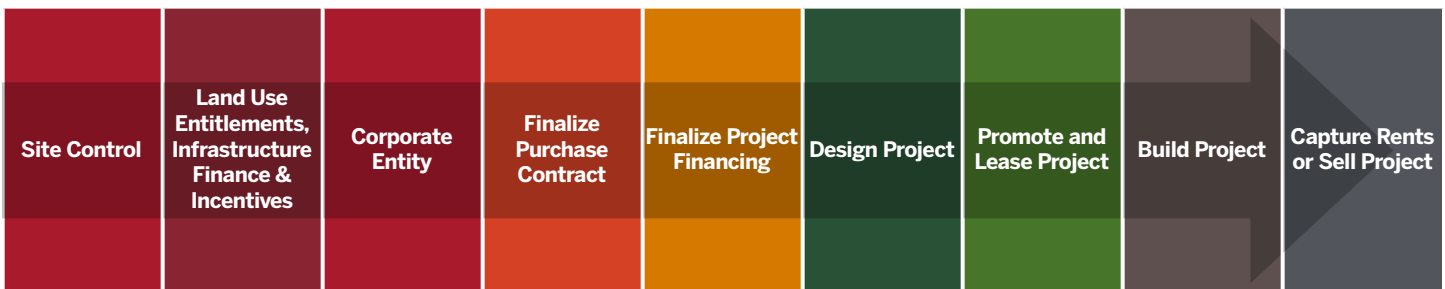 Site Control
Land Use
Entitlements,
Infrastructure
Finance &
Incentives
Corporate
Entity
Finalize
Purchase
Contract
Finalize Project
Financing
Design Project
Promote and
Lease Project
Build Project
Capture Rents
or Sell Project